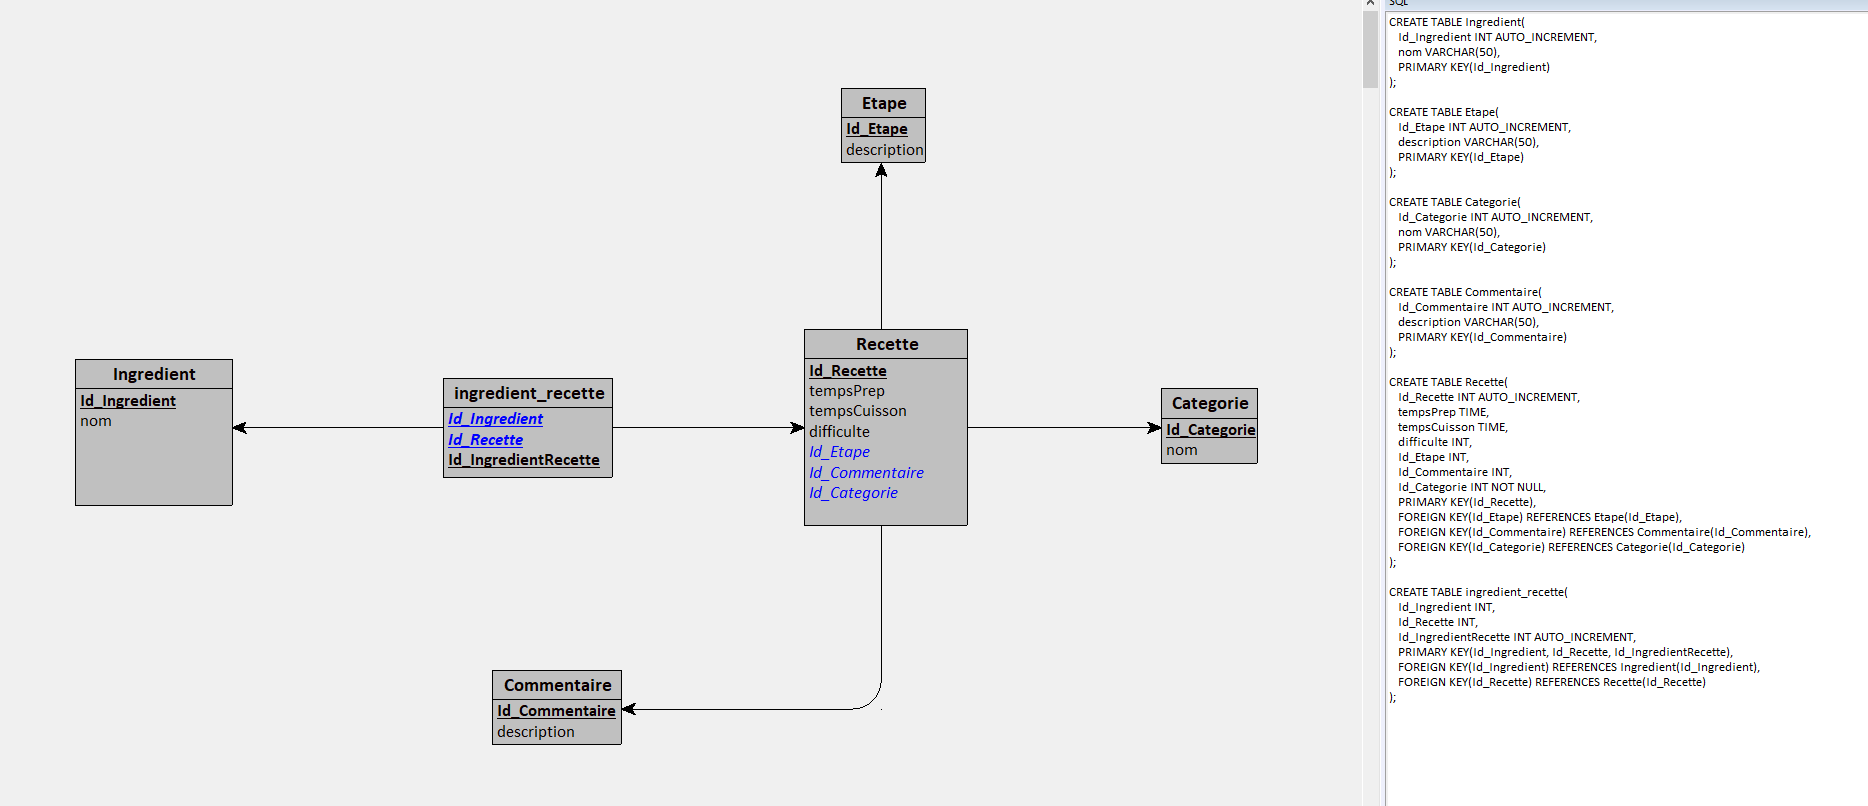 Etape
Id_Etape
description
Ingredient
Id_Ingredient
nom
ingredient_recette
Id_Ingredient
Id_Recette
Id_IngredientRecette
Recette
Id_Recette
tempsPrep
tempsCuisson
difficulte
Id_Etape
Id_Commentaire
Id_Categorie
Categorie
Id_Categorie
nom
Commentaire
Id_Commentaire
description
SQL
CREATE TABLE Ingredient(
Id_Ingredient INT AUTO_INCREMENT,
nom VARCHAR(50),
PRIMARY KEY(Id_Ingredient)
);
CREATE TABLE Etape(
Id_Etape INT AUTO_INCREMENT,
description VARCHAR(50),
PRIMARY KEY(Id_Etape)
);
CREATE TABLE Categorie(
Id_Categorie INT AUTO_INCREMENT,
nom VARCHAR(50),
PRIMARY KEY(Id_Categorie)
);
CREATE TABLE Commentaire(
Id_Commentaire INT AUTO_INCREMENT,
description VARCHAR(50),
PRIMARY KEY(Id_Commentaire)
);
CREATE TABLE Recette(
Id_Recette INT AUTO_INCREMENT,
tempsPrep TIME,
tempsCuisson TIME,
difficulte INT,
Id_Etape INT,
Id_Commentaire INT,
Id_Categorie INT NOT NULL,
PRIMARY KEY(Id_Recette),
FOREIGN KEY(Id_Etape) REFERENCES Etape(Id_Etape),
FOREIGN KEY(Id_Commentaire) REFERENCES Commentaire(Id_Commentaire),
FOREIGN KEY(Id_Categorie) REFERENCES Categorie(Id_Categorie)
);
CREATE TABLE ingredient_recette(
Id_Ingredient INT,
Id_Recette INT,
Id_IngredientRecette INT AUTO_INCREMENT,
PRIMARY KEY(Id_Ingredient, Id_Recette, Id_IngredientRecette),
FOREIGN KEY(Id_Ingredient) REFERENCES Ingredient(Id_Ingredient),
FOREIGN KEY(Id_Recette) REFERENCES Recette(Id_Recette)
);